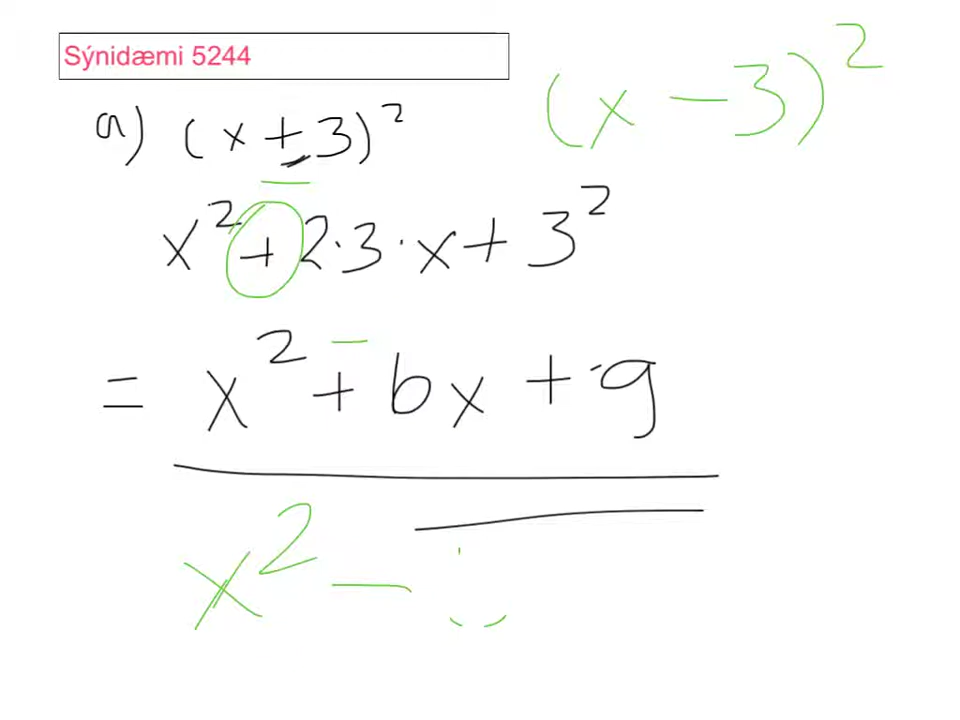 Sýnidæmi 5244
(x - 3)²
a) (x + 3)²
x² + 2·3·x + 3²
= x² + 6x + 9
x² -